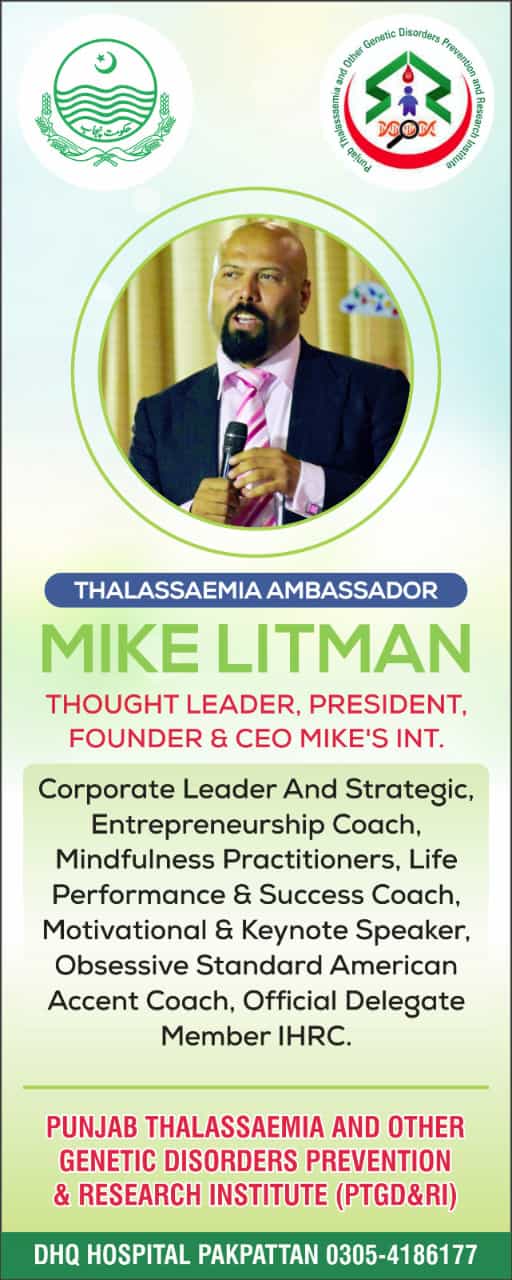 حکومت پنجاب
Punjab Thalassaemia and Other Genetic Disorders Prevention and Research Institute
THALASSAEMIA AMBASSADOR
MIKE LITMAN
THOUGHT LEADER, PRESIDENT,
FOUNDER & CEO MIKE'S INT.
Corporate Leader And Strategic,
Entrepreneurship Coach,
Mindfulness Practitioners, Life
Performance & Success Coach,
Motivational & Keynote Speaker,
Obsessive Standard American
Accent Coach, Official Delegate
Member IHRC.
PUNJAB THALASSAEMIA AND OTHER
GENETIC DISORDERS PREVENTION
& RESEARCH INSTITUTE (PTGD&RI)
DHQ HOSPITAL PAKPATTAN 0305-4186177